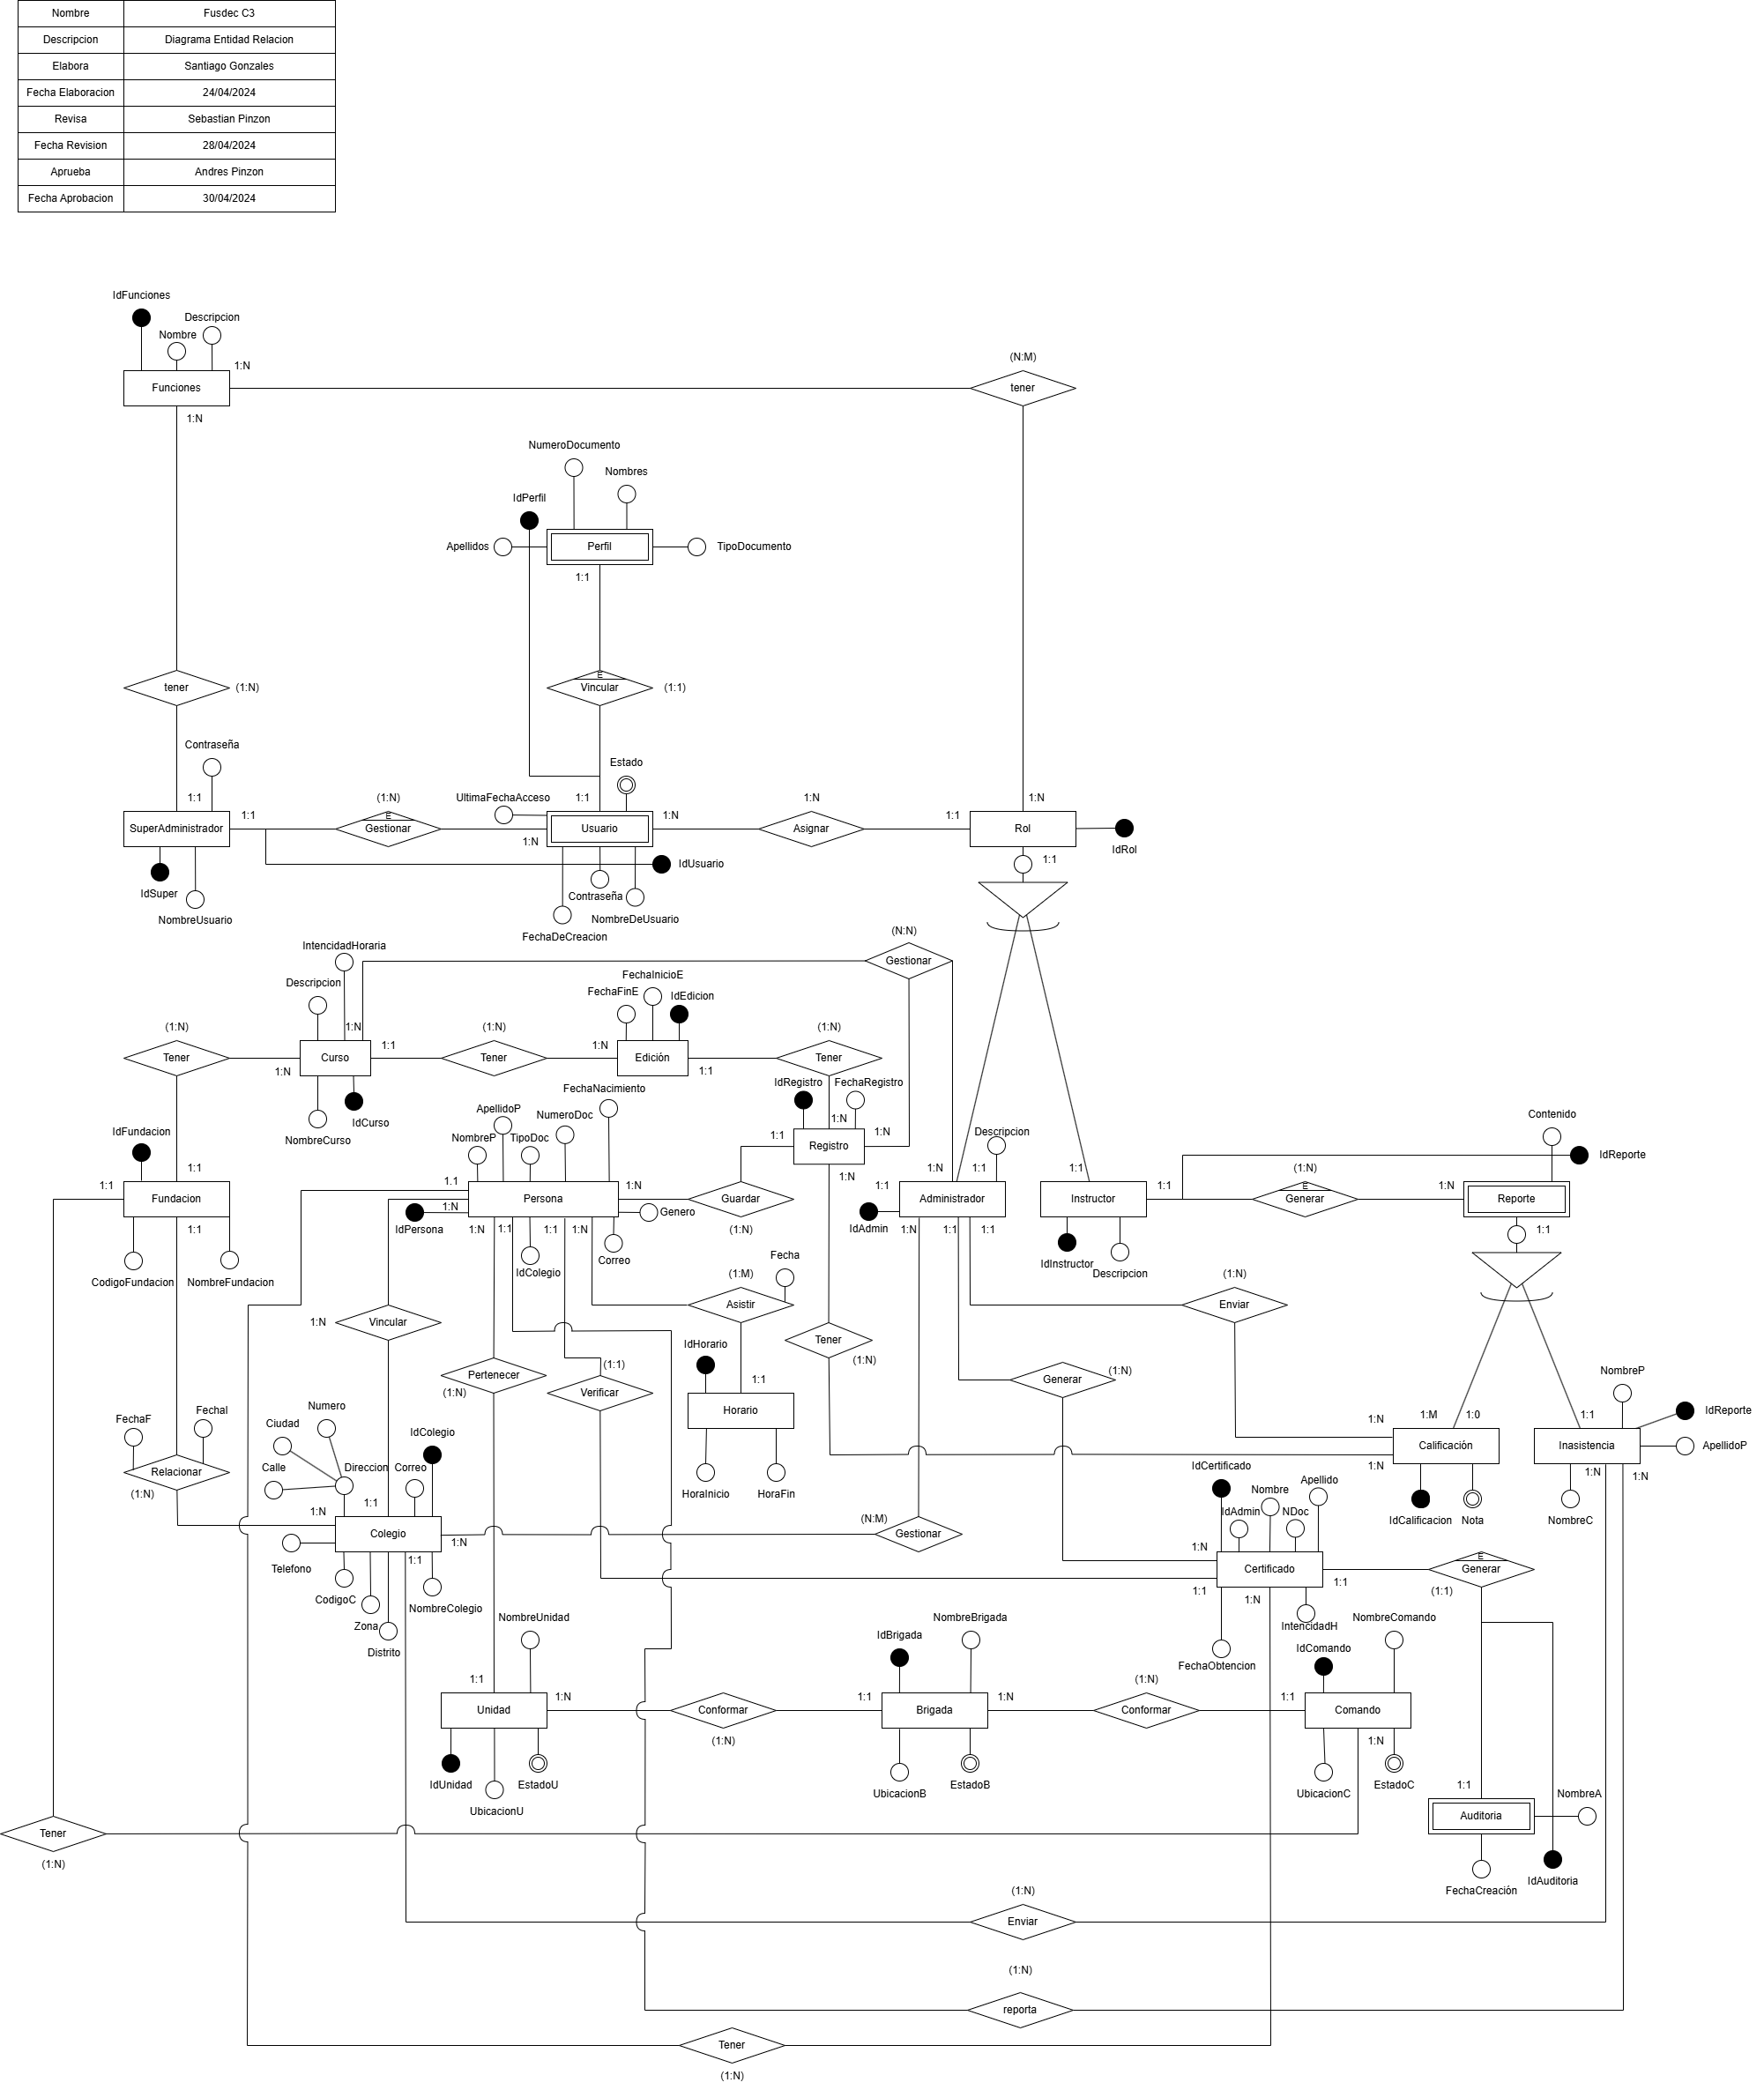 Nombre Fusdec C3
Descripcion Diagrama Entidad Relacion
Elabora Santiago Gonzales
Fecha Elaboracion 24/04/2024
Revisa Sebastian Pinzon
Fecha Revision 28/04/2024
Aprueba Andres Pinzon
Fecha Aprobacion 30/04/2024
IdFunciones
Descripcion
Nombre
1:N
(N:M)
Funciones
tener
1:N
NumeroDocumento
Nombres
IdPerfil
Apellidos
Perfil
TipoDocumento
1:1
E
tener
(1:N)
Vincular
(1:1)
Contraseña
Estado
1:1
(1:N)
UltimaFechaAcceso
1:1
1:N
1:N
1:1
1:N
E
SuperAdministrador
Gestionar
1:N
Usuario
Asignar
Rol
IdRol
1:1
IdUsuario
IdSuper
Contraseña
NombreUsuario
NombreDeUsuario
FechaDeCreacion
IntencidadHoraria
(N:N)
Gestionar
Descripcion
FechaInicioE
FechaFinE
IdEdicion
(1:N)
1:N
(1:N)
(1:N)
Tener
Curso
1:1
Tener
1:N
Edición
Tener
1:N
1:1
IdCurso
NombreCurso
FechaNacimiento
IdRegistro
FechaRegistro
ApellidoP
NumeroDoc
NombreP
TipoDoc
IdFundacion
1:N
1:1
Registro
1:N
Descripcion
Contenido
IdReporte
1:1
1:1
1.1
1:N
1:N
1:N
1:1
1:1
1:1
(1:N)
1:1
1:N
E
Fundacion
Persona
Guardar
Administrador
Instructor
Generar
Reporte
1:1
1:N
IdPersona
1:N
1:1
1:1
1:N
Genero
(1:N)
IdAdmin
1:N
1:1
1:1
1:1
CodigoFundacion
NombreFundacion
IdColegio
Correo
Fecha
IdInstructor
Descripcion
(1:M)
(1:N)
1:N
Vincular
Asistir
Enviar
IdHorario
Tener
(1:N)
Pertenecer
(1:N)
(1:1)
Verificar
1:1
Generar
(1:N)
NombreP
IdReporte
FechaF
FechaI
Ciudad
Numero
IdColegio
Horario
1:N
1:M
1:0
1:1
Calificación
Inasistencia
ApellidoP
Relacionar
(1:N)
Calle
Direccion
Correo
HoraInicio
HoraFin
1:N
IdCertificado
Apellido
1:N
1:N
Nombre
1:N
1:1
IdAdmin
NDoc
IdCalificacion
Nota
NombreC
Colegio
1:N
(N:M)
Gestionar
1:N
1:1
Certificado
E
Generar
Telefono
CodigoC
Zona
NombreColegio
Distrito
1:1
1:N
1:1
(1:1)
IntencidadH
FechaObtencion
NombreUnidad
NombreBrigada
NombreComando
IdBrigada
IdComando
1:1
1:N
1:1
1:N
(1:N)
1:1
Unidad
Conformar
Brigada
Conformar
Comando
(1:N)
1:N
IdUnidad
EstadoU
UbicacionU
UbicacionB
EstadoB
UbicacionC
EstadoC
1:1
NombreA
Auditoria
Tener
(1:N)
FechaCreación
IdAuditoria
(1:N)
Enviar
(1:N)
reporta
Tener
(1:N)